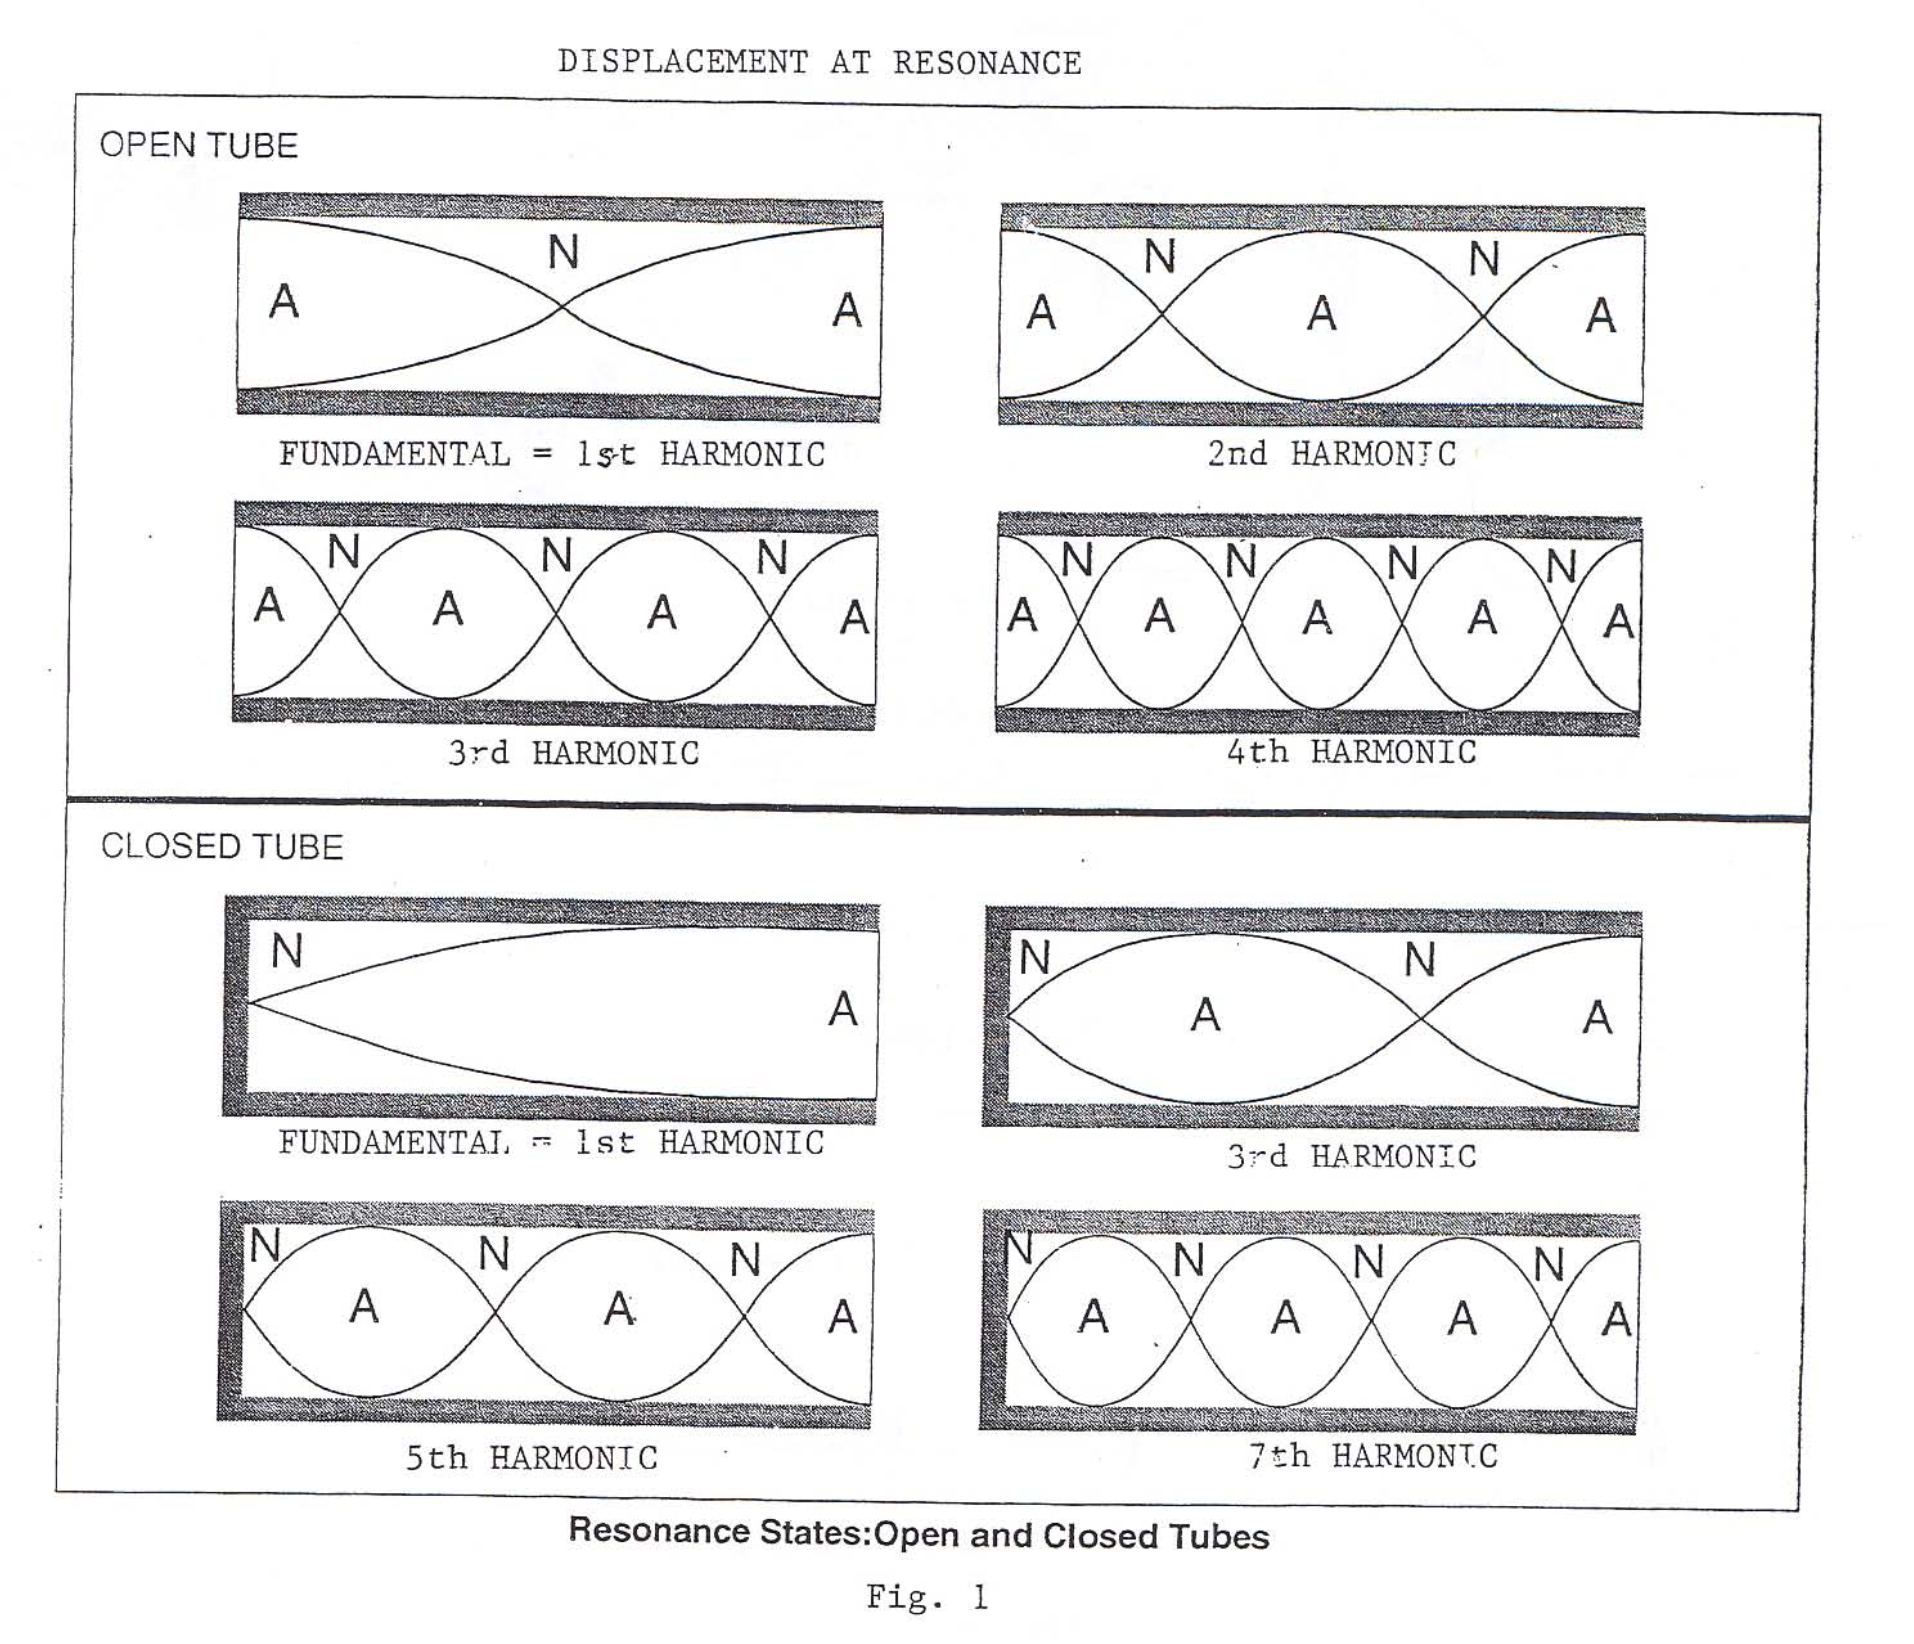 DISPLACEMENT AT RESONANCE
OPEN TUBE
N
A A
FUNDAMENTAL = 1st HARMONIC
N N
A A A
2nd HARMONIC
N N N
A A A A
3rd HARMONIC
N N N N
A A A A A
4th HARMONIC
CLOSED TUBE
N
A
FUNDAMENTAL = 1st HARMONIC
N N
A A
3rd HARMONIC
N N N
A A A
5th HARMONIC
N N N N
A A A A
7th HARMONIC
Resonance States:Open and Closed Tubes
Fig. 1